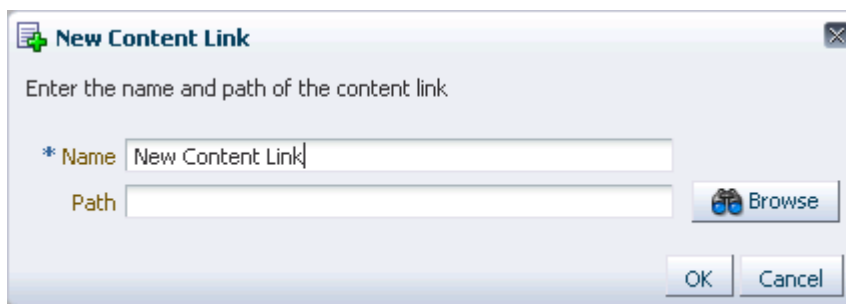 New Content Link
Enter the name and path of the content link
* Name New Content Link
Path Browse
OK Cancel